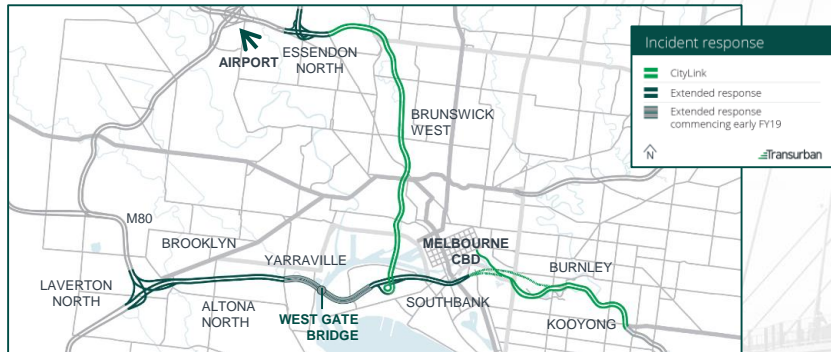 AIRPORT
ESSENDON
NORTH
BRUNSWICK
WEST
M80
BROOKLYN
YARRAVILLE
MELBOURNE
CBD
BURNLEY
LAVERTON
NORTH
ALTONA
NORTH
WEST GATE
BRIDGE
SOUTHBANK
KOOYONG
Incident response
CityLink
Extended response
Extended response
commencing early FY19
N
Transurban